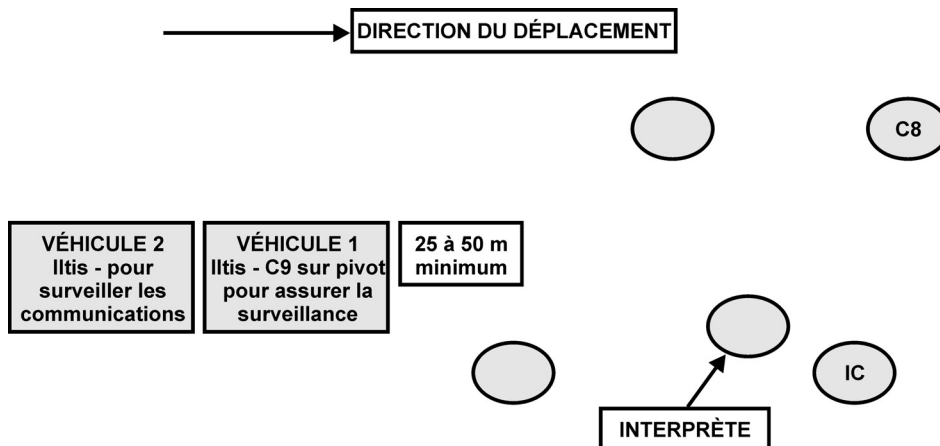 DIRECTION DU DÉPLACEMENT
C8
VÉHICULE 2
Iltis - pour
surveiller les
communications
VÉHICULE 1
Iltis - C9 sur pivot
pour assurer la
surveillance
25 à 50 m
minimum
IC
INTERPRÈTE